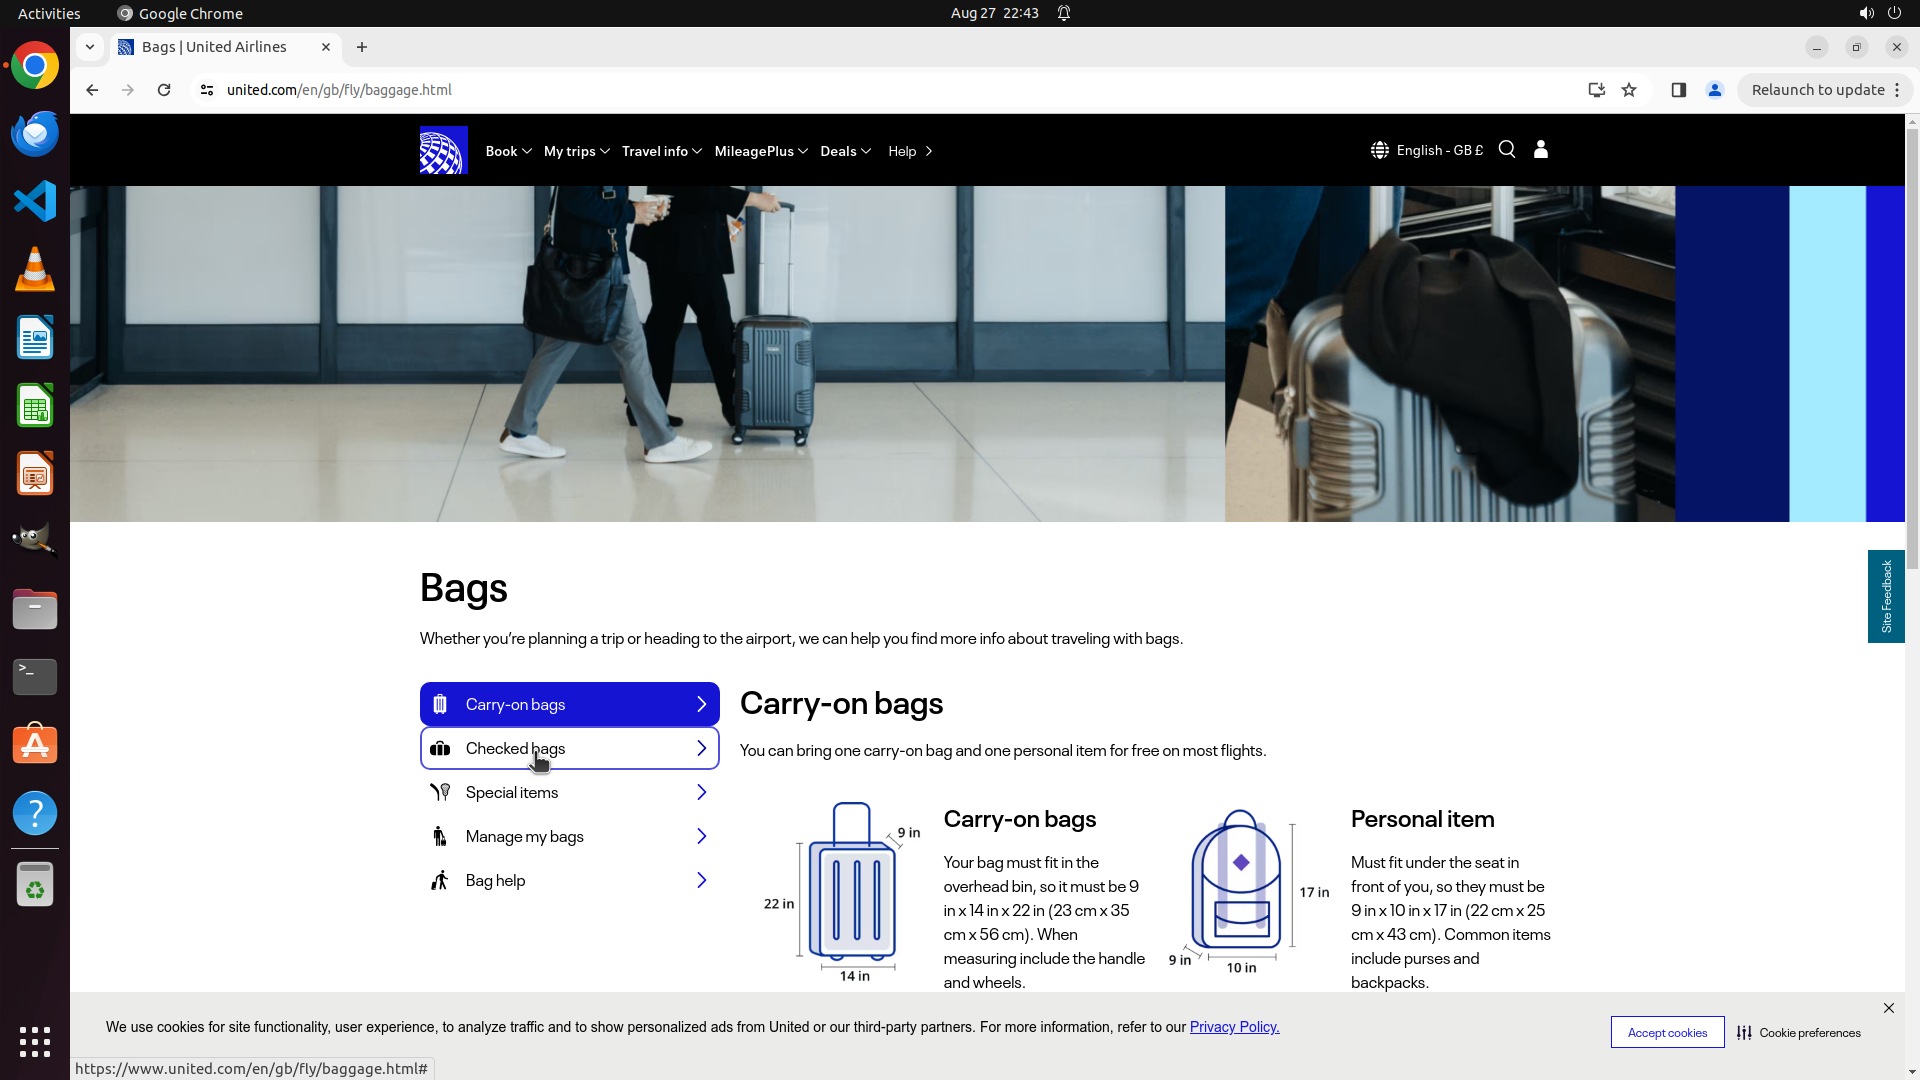 Activities
Google Chrome
Aug 27 22:43
Bags | United Airlines
united.com/en/gb/fly/baggage.html
Relaunch to update
Book
My trips
Travel info
MileagePlus
Deals
Help
English - GB £
Site Feedback
Bags
Whether you're planning a trip or heading to the airport, we can help you find more info about traveling with bags.
Carry-on bags
Checked bags
Special items
Manage my bags
Bag help
Carry-on bags
You can bring one carry-on bag and one personal item for free on most flights.
9 in
22 in
14 in
Carry-on bags
Your bag must fit in the
overhead bin, so it must be 9
in x 14 in x 22 in (23 cm x 35
cm x 56 cm). When
measuring include the handle
and wheels.
17 in
9 in
10 in
Personal item
Must fit under the seat in
front of you, so they must be
9 in x 10 in x 17 in (22 cm x 25
cm x 43 cm). Common items
include purses and
backpacks.
We use cookies for site functionality, user experience, to analyze traffic and to show personalized ads from United or our third-party partners. For more information, refer to our Privacy Policy.
Accept cookies
Cookie preferences
https://www.united.com/en/gb/fly/baggage.html#